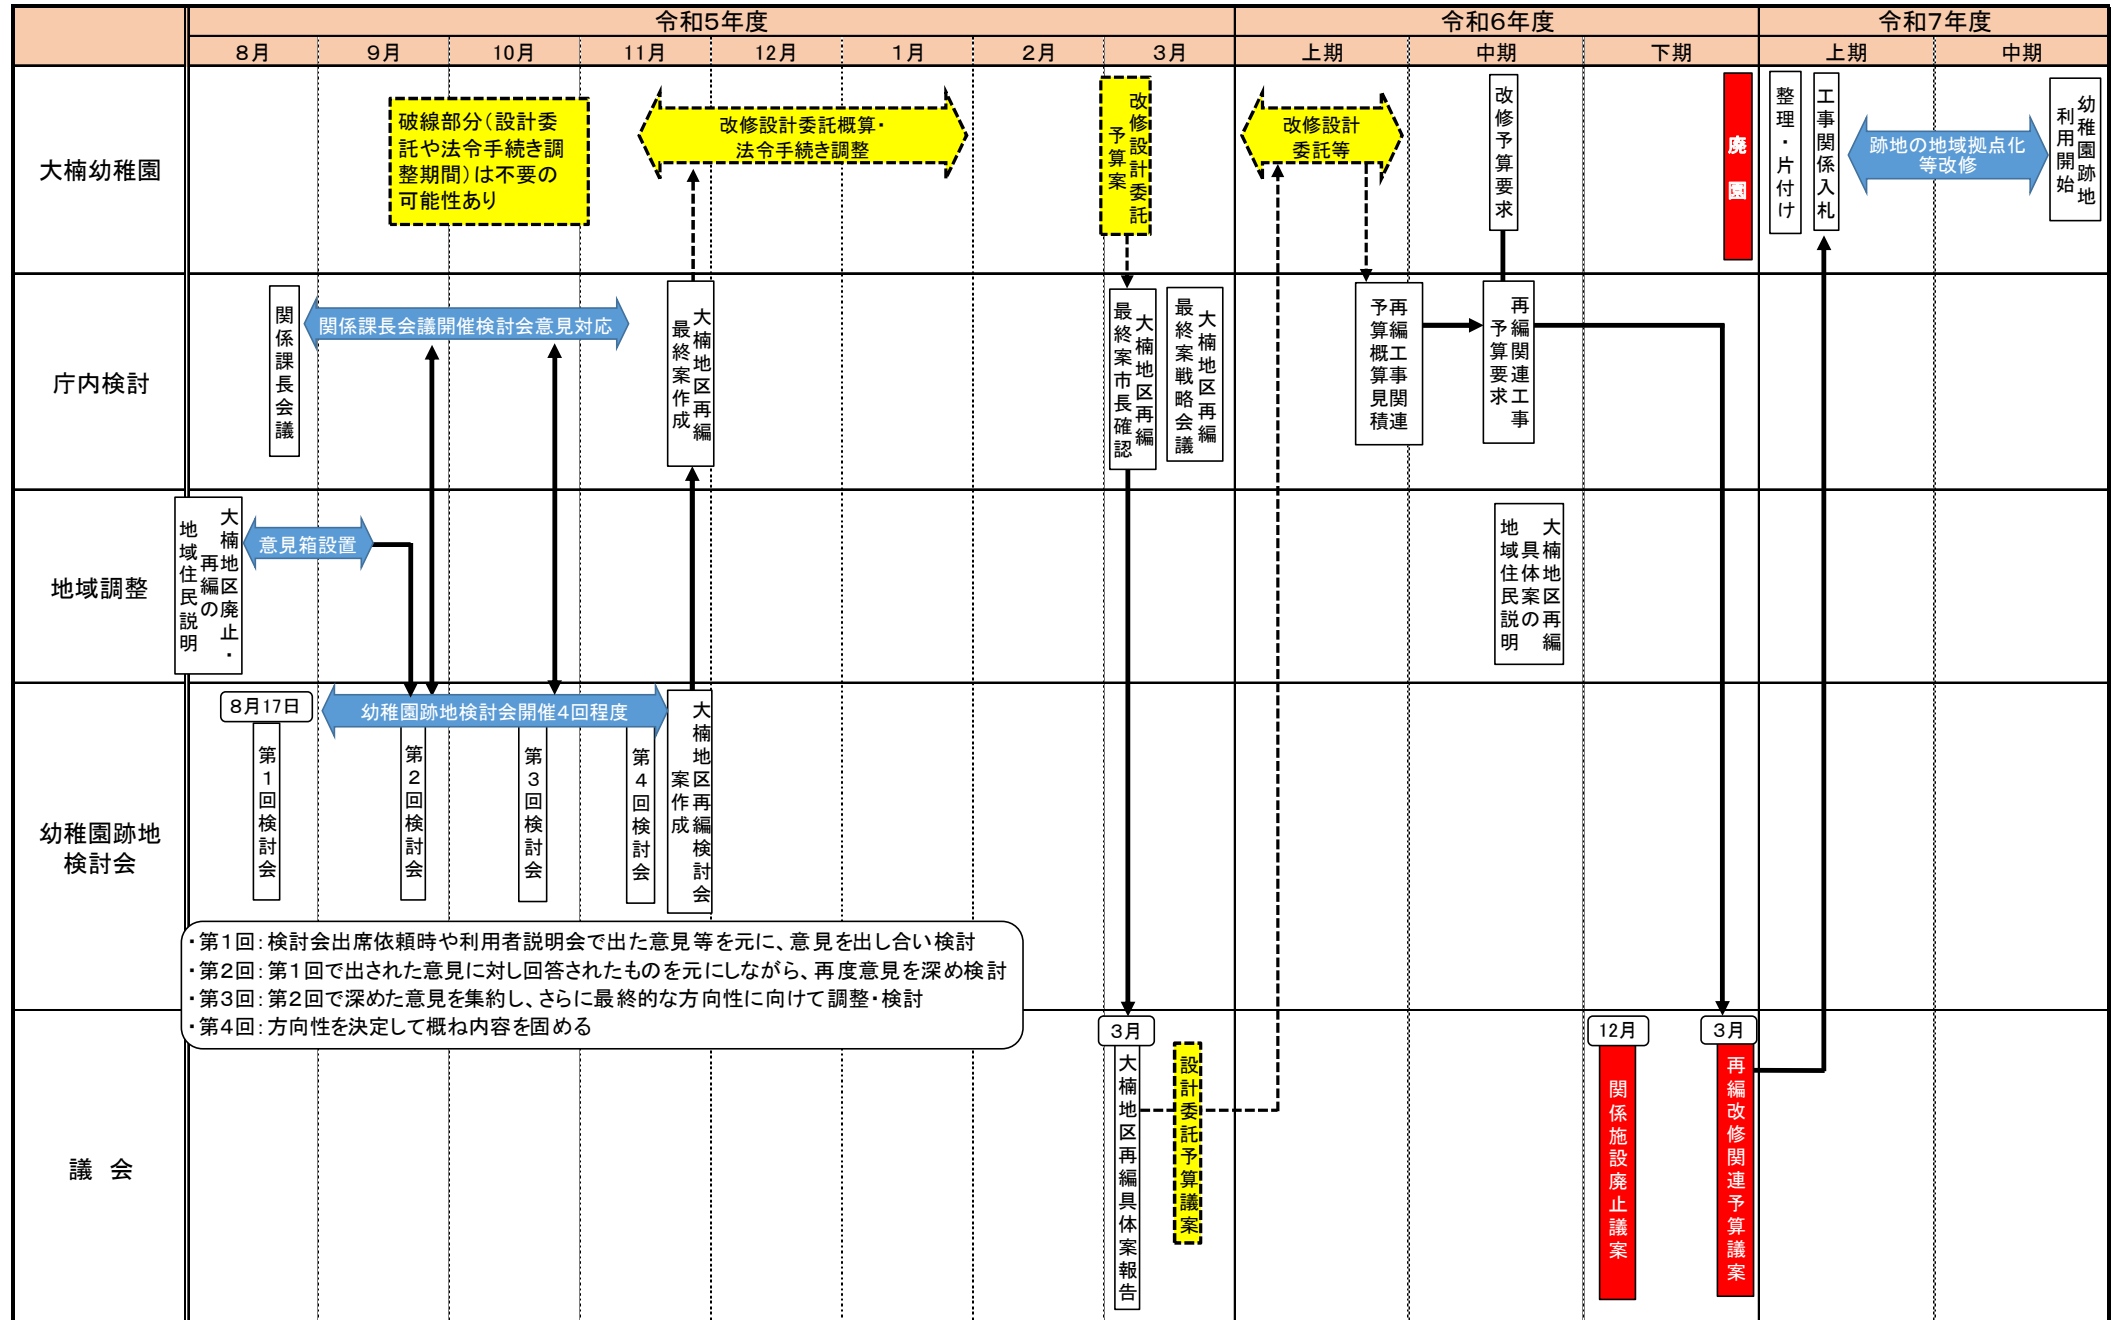 令和5年度
令和6年度
令和7年度
8月
9月
10月
11月
12月
1月
2月
3月
上期
中期
下期
上期
中期
大楠幼稚園
破線部分(設計委
託や法令手続き調
整期間)は不要の
可能性あり
改修設計委託概算・
法令手続き調整
改修設計委託
予算案
改修設計
委託等
改修予算要求
廃 園
整理・片付け
工事関係入札
跡地の地域拠点化
等改修
幼稚園跡地
利用開始
庁内検討
関係課長会議
関係課長会議開催検討会意見対応
大楠地区再編
最終案作成
大楠地区再編
最終案市長確認
大楠地区再編
最終案戦略会議
再編工事関連
予算概算見積
再編関連工事
予算要求
地域調整
大楠地区廃止・
再編の
地域住民説明
意見箱設置
大楠地区再編
具体案の
地域住民説明
幼稚園跡地
検討会
8月17日
幼稚園跡地検討会開催4回程度
第1回検討会
第2回検討会
第3回検討会
第4回検討会
大楠地区再編検討会
案作成
・第1回:検討会出席依頼時や利用者説明会で出た意見等を元に、意見を出し合い検討
・第2回:第1回で出された意見に対し回答されたものを元にしながら、再度意見を深め検討
・第3回:第2回で深めた意見を集約し、さらに最終的な方向性に向けて調整・検討
・第4回:方向性を決定して概ね内容を固める
議 会
3月
大楠地区再編具体案報告
設計委託予算議案
12月
関係施設廃止議案
3月
再編改修関連予算議案